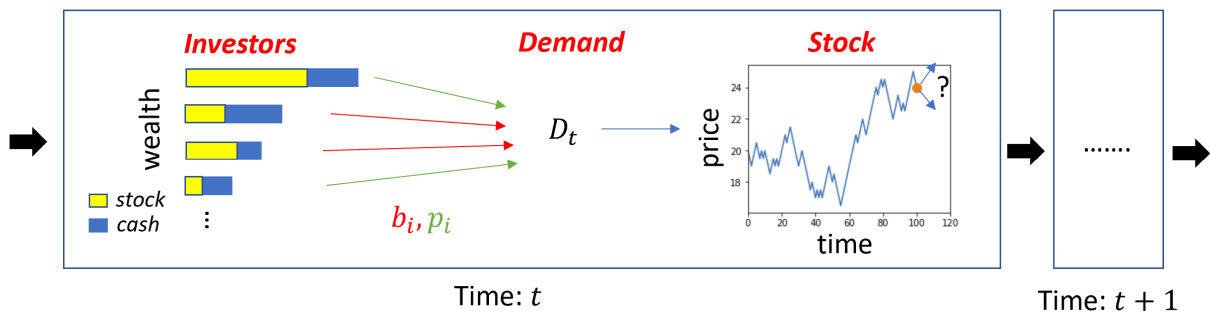 Investors
Demand
Stock
wealth
stock
cash
⋮
b_i, p_i
D_t
price
24
22
20
18
?
0 20 40 60 80 100 120
time
Time: t
.......
Time: t + 1